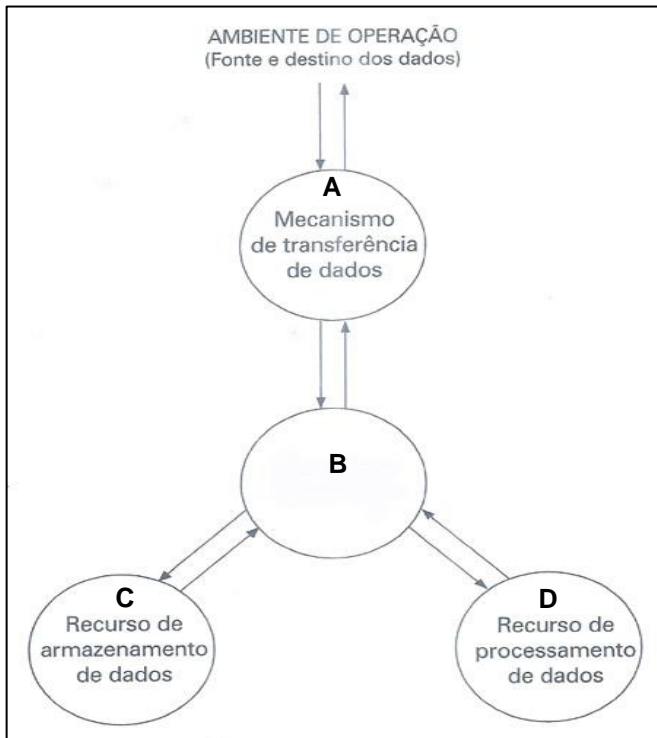 AMBIENTE DE OPERAÇÃO
(Fonte e destino dos dados)
A
Mecanismo
de transferência
de dados
B
C
Recurso de
armazenamento
de dados
D
Recurso de
processamento
de dados